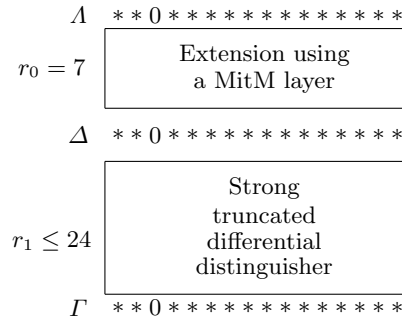 Λ * * 0 * * * * * * * * * * * * *
r₀ = 7 Extension using
a MitM layer
Δ * * 0 * * * * * * * * * * * * *
Strong
truncated
r₁ ≤ 24 differential
distinguisher
Γ * * 0 * * * * * * * * * * * * *